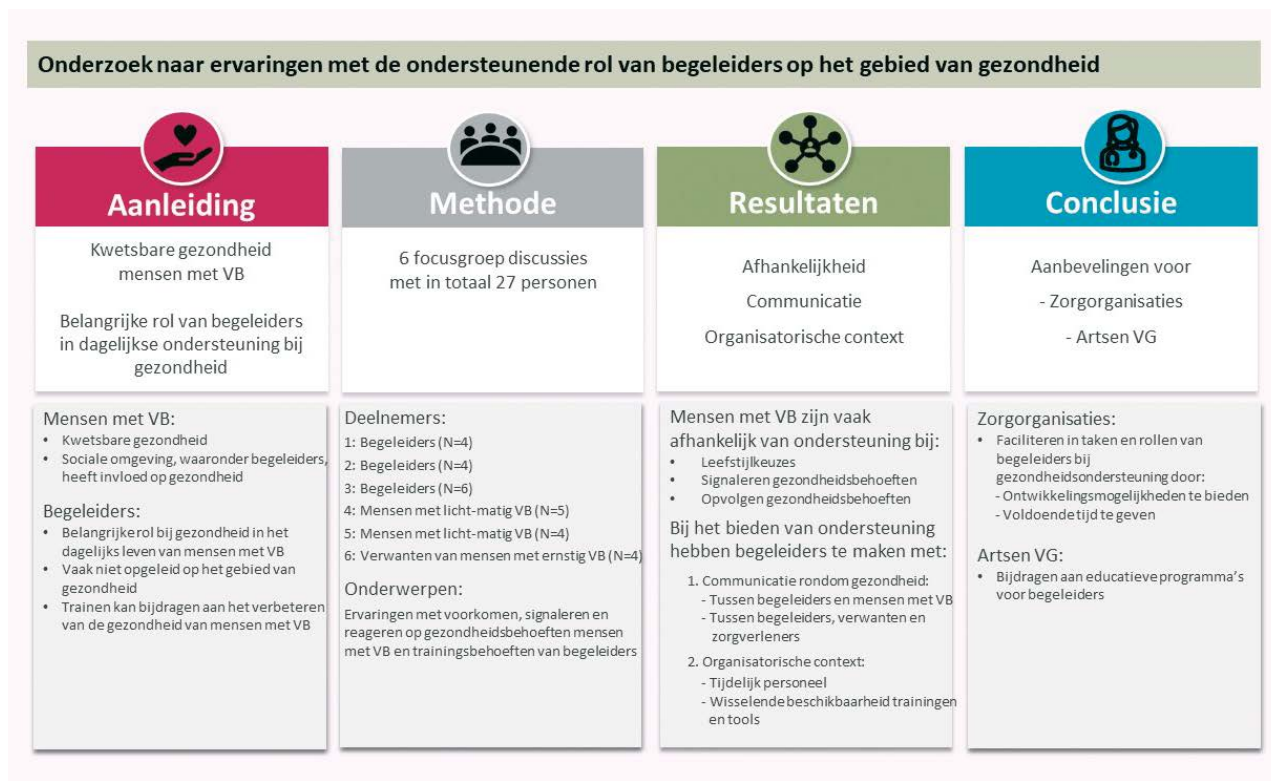 Onderzoek naar ervaringen met de ondersteunende rol van begeleiders op het gebied van gezondheid
Aanleiding
Kwetsbare gezondheid
mensen met VB
Belangrijke rol van begeleiders
in dagelijkse ondersteuning bij
gezondheid
Mensen met VB:
• Kwetsbare gezondheid
• Sociale omgeving, waaronder begeleiders,
heeft invloed op gezondheid
Begeleiders:
• Belangrijke rol bij gezondheid in het
dagelijks leven van mensen met VB
• Vaak niet opgeleid op het gebied van
gezondheid
• Trainen kan bijdragen aan het verbeteren
van de gezondheid van mensen met VB
Methode
6 focusgroep discussies
met in totaal 27 personen
Deelnemers:
1: Begeleiders (N=4)
2: Begeleiders (N=4)
3: Begeleiders (N=6)
4: Mensen met licht-matig VB (N=5)
5: Mensen met licht-matig VB (N=4)
6: Verwanten van mensen met ernstig VB (N=4)
Onderwerpen:
Ervaringen met voorkomen, signaleren en
reageren op gezondheidsbehoeften mensen
met VB en trainingsbehoeften van begeleiders
Resultaten
Afhankelijkheid
Communicatie
Organisatorische context
Mensen met VB zijn vaak
afhankelijk van ondersteuning bij:
• Leefstijlkeuzes
• Signaleren gezondheidsbehoeften
• Opvolgen gezondheidsbehoeften
Bij het bieden van ondersteuning
hebben begeleiders te maken met:
1. Communicatie rondom gezondheid:
- Tussen begeleiders en mensen met VB
- Tussen begeleiders, verwanten en
zorgverleners
2. Organisatorische context:
- Tijdelijk personeel
- Wisselende beschikbaarheid trainingen
en tools
Conclusie
Aanbevelingen voor
- Zorgorganisaties
- Artsen VG
Zorgorganisaties:
• Faciliteren in taken en rollen van
begeleiders bij
gezondheidsondersteuning door:
- Ontwikkelingsmogelijkheden te bieden
- Voldoende tijd te geven
Artsen VG:
• Bijdragen aan educatieve programma's
voor begeleiders